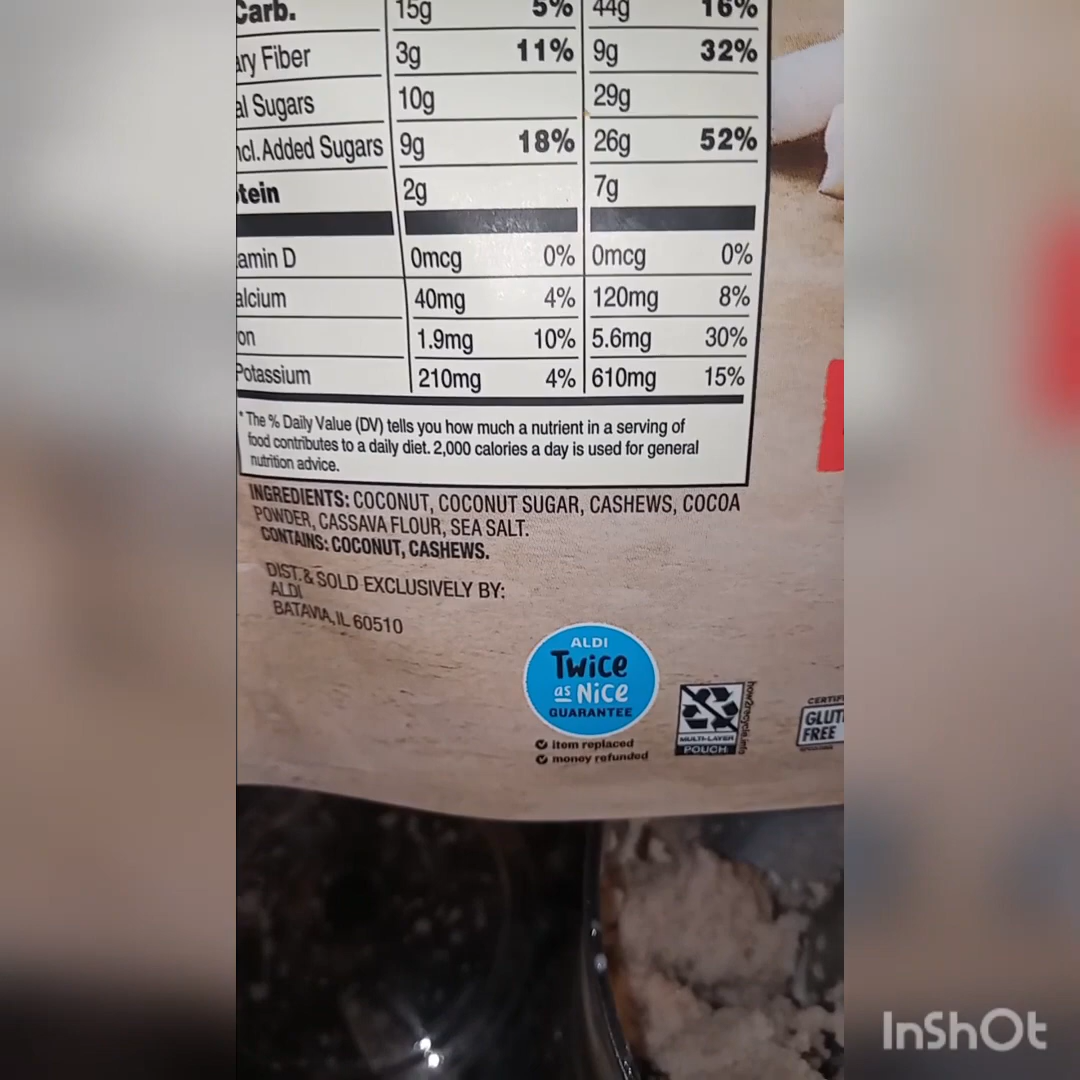 Carb. 15g 5% 44g 16%
ary Fiber 3g 11% 9g 32%
al Sugars 10g 29g
ncl. Added Sugars 9g 18% 26g 52%
tein 2g 7g
amin D 0mcg 0% 0mcg 0%
alcium 40mg 4% 120mg 8%
on 1.9mg 10% 5.6mg 30%
Potassium 210mg 4% 610mg 15%
* The % Daily Value (DV) tells you how much a nutrient in a serving of
food contributes to a daily diet. 2,000 calories a day is used for general
nutrition advice.
INGREDIENTS: COCONUT, COCONUT SUGAR, CASHEWS, COCOA
POWDER, CASSAVA FLOUR, SEA SALT.
CONTAINS: COCONUT, CASHEWS.
DIST. & SOLD EXCLUSIVELY BY:
ALDI
BATAVIA, IL 60510
ALDI
Twice
as Nice
GUARANTEE
item replaced
money refunded
MULTI-LAYER
POUCH
how2recycle.info
CERTIF
GLUT
FREE
InShOt